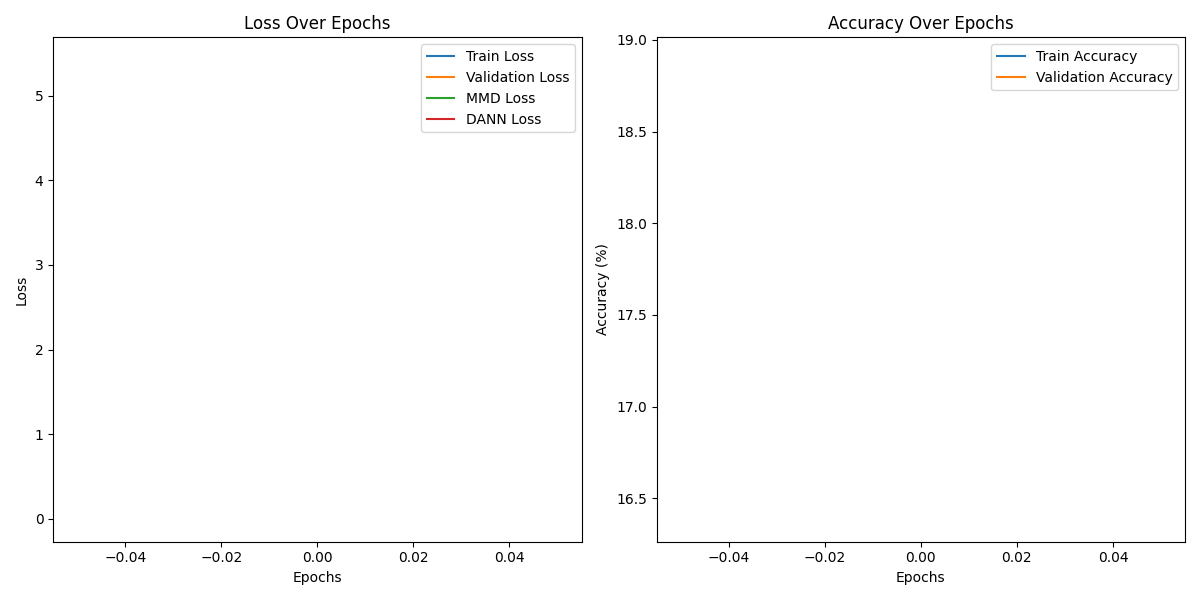 Loss Over Epochs
Train Loss
Validation Loss
MMD Loss
DANN Loss
5
4
3
2
1
0
Loss
−0.04 −0.02 0.00 0.02 0.04
Epochs
Accuracy Over Epochs
Train Accuracy
Validation Accuracy
19.0
18.5
18.0
17.5
17.0
16.5
Accuracy (%)
−0.04 −0.02 0.00 0.02 0.04
Epochs